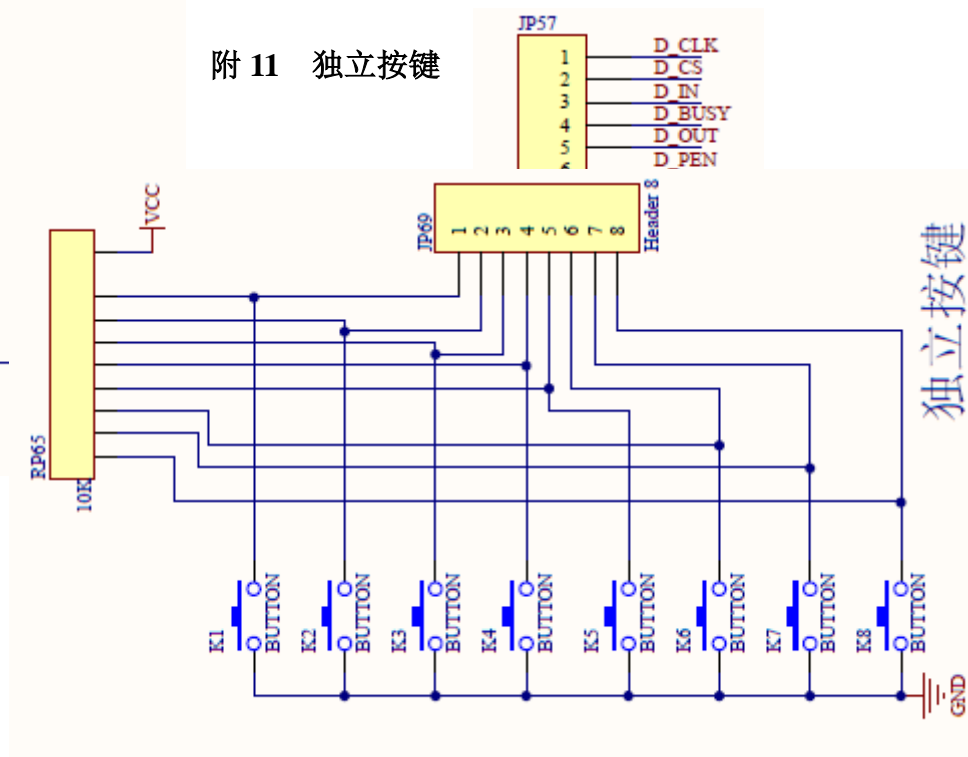 附 11 独立按键
JP57
1
2
3
4
5
D_CLK
D_CS
D_IN
D_BUSY
D_OUT
D_PEN
VCC
JP69
1
2
3
4
5
6
7
8
Header 8
独立按键
RP65
10K
K1
BUTTON
K2
BUTTON
K3
BUTTON
K4
BUTTON
K5
BUTTON
K6
BUTTON
K7
BUTTON
K8
BUTTON
GND